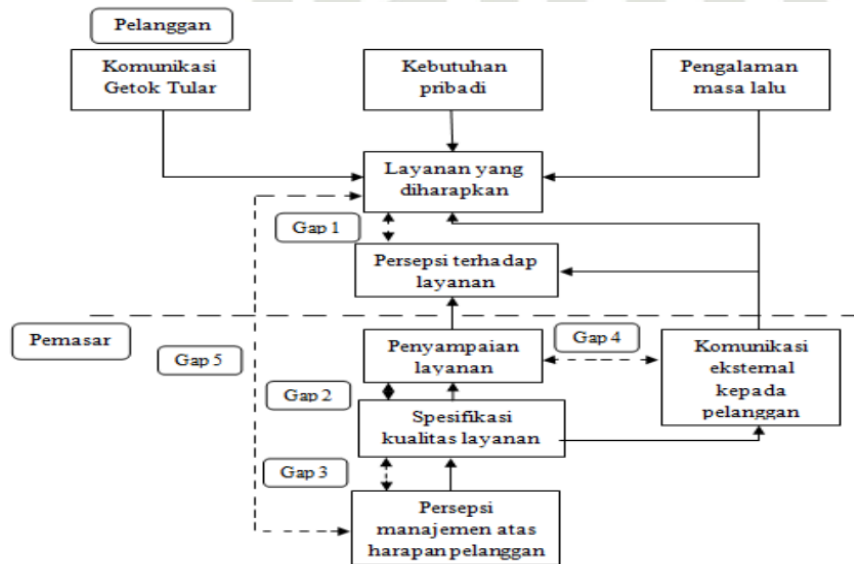 Pelanggan
Komunikasi
Getok Tular
Kebutuhan
pribadi
Pengalaman
masa lalu
Layanan yang
diharapkan
Gap 1
Persepsi terhadap
layanan
Pemasar
Gap 5
Penyampaian
layanan
Gap 4
Komunikasi
eksternal
kepada
pelanggan
Gap 2
Spesifikasi
kualitas layanan
Gap 3
Persepsi
manajemen atas
harapan pelanggan